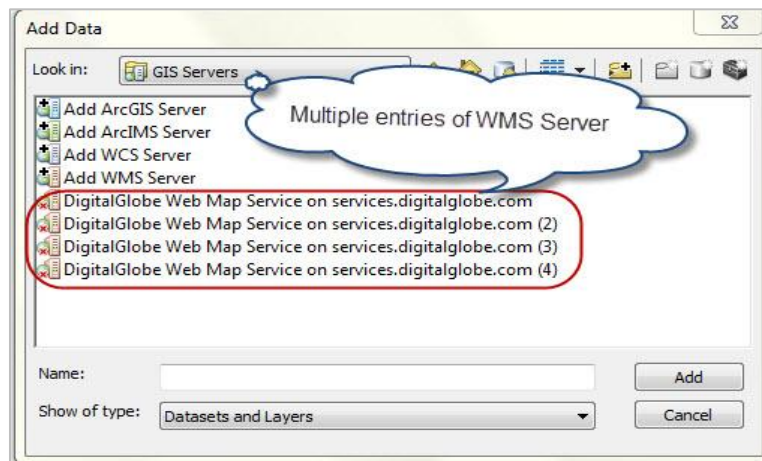 Add Data
Look in:
GIS Servers
Multiple entries of WMS Server
Add ArcGIS Server
Add ArcIMS Server
Add WCS Server
Add WMS Server
DigitalGlobe Web Map Service on services.digitalglobe.com
DigitalGlobe Web Map Service on services.digitalglobe.com (2)
DigitalGlobe Web Map Service on services.digitalglobe.com (3)
DigitalGlobe Web Map Service on services.digitalglobe.com (4)
Name:
Add
Show of type:
Datasets and Layers
Cancel